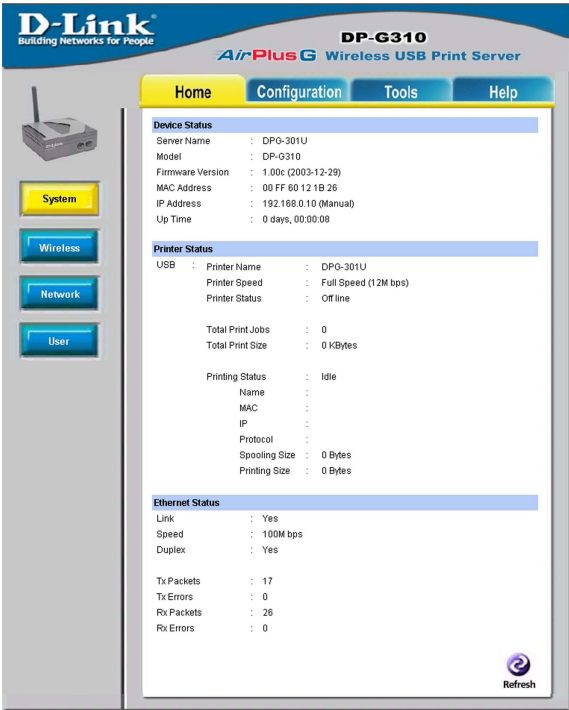 D-Link
Building Networks for People
DP-G310
AirPlus G Wireless USB Print Server
Home Configuration Tools Help
System
Wireless
Network
User
Device Status
Server Name : DPG-301U
Model : DP-G310
Firmware Version : 1.00c (2003-12-29)
MAC Address : 00 FF 60 12 1B 26
IP Address : 192.168.0.10 (Manual)
Up Time : 0 days, 00:00:08
Printer Status
USB : Printer Name : DPG-301U
Printer Speed : Full Speed (12M bps)
Printer Status : Off line
Total Print Jobs : 0
Total Print Size : 0 KBytes
Printing Status : Idle
Name :
MAC :
IP :
Protocol :
Spooling Size : 0 Bytes
Printing Size : 0 Bytes
Ethernet Status
Link : Yes
Speed : 100M bps
Duplex : Yes
Tx Packets : 17
Tx Errors : 0
Rx Packets : 26
Rx Errors : 0
Refresh